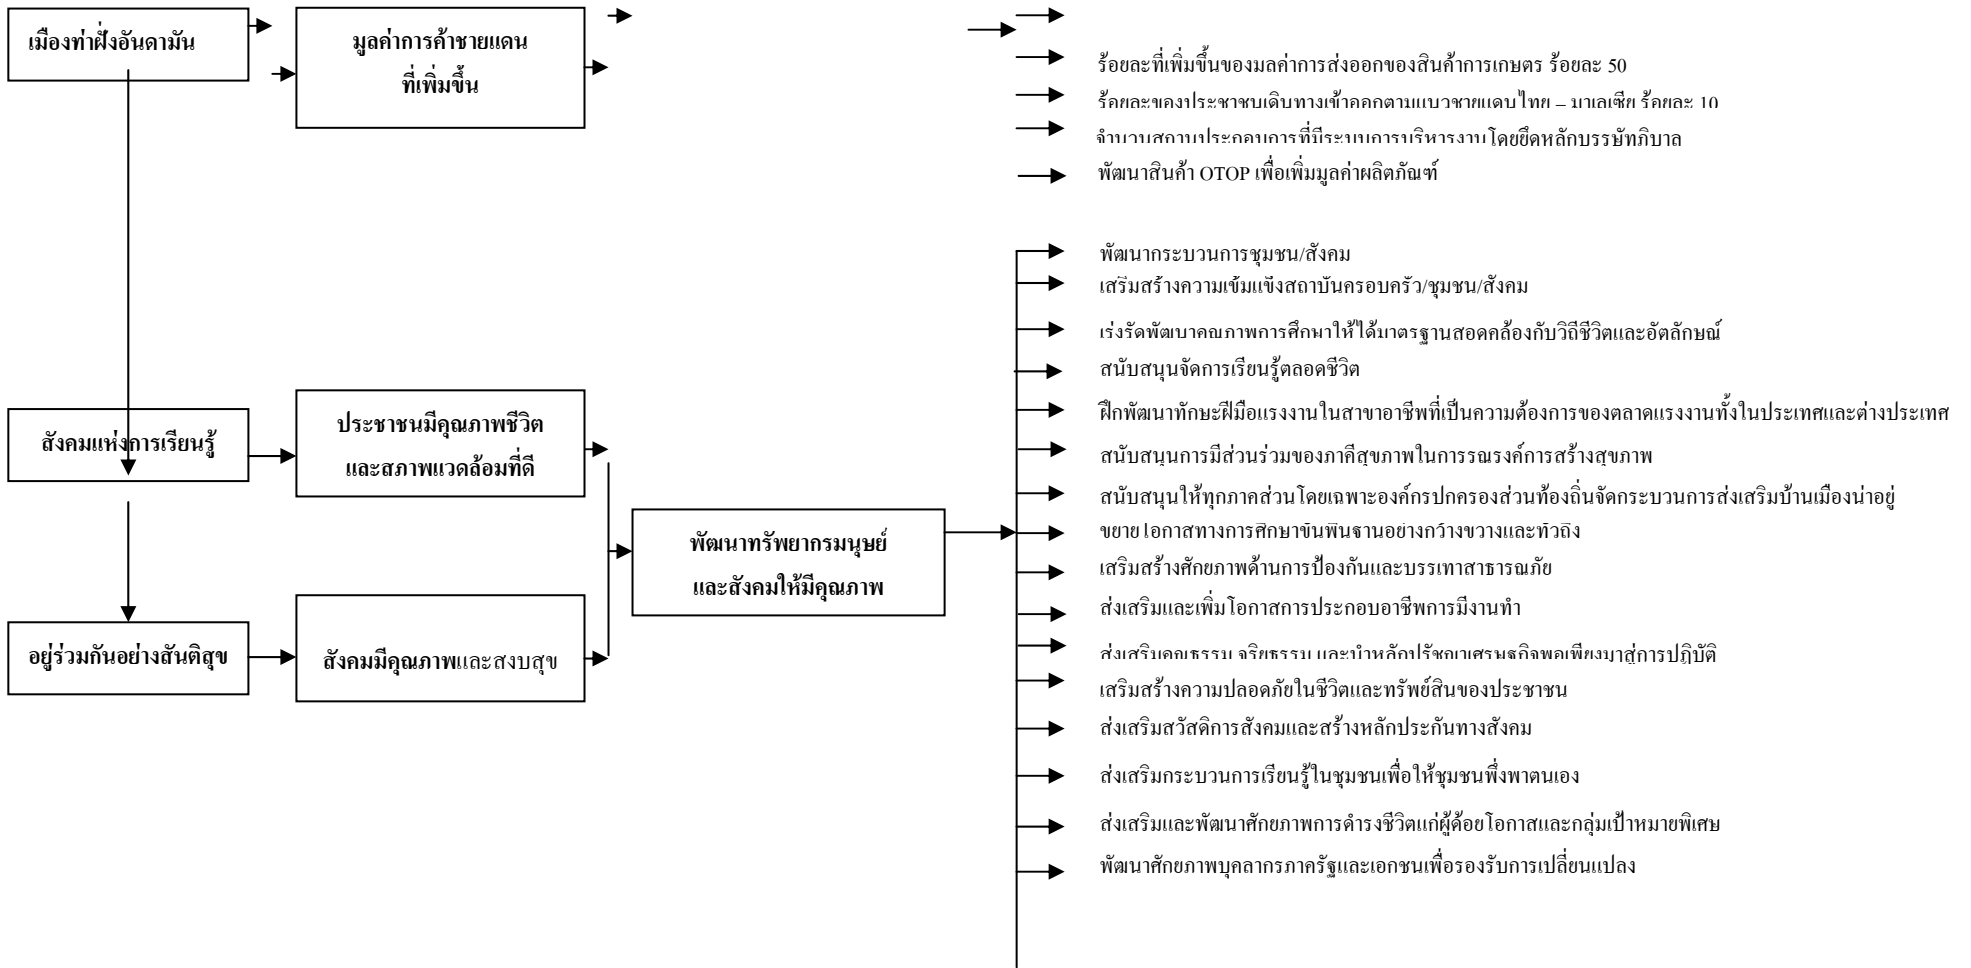 เมืองท่าฝั่งอันดามัน
มูลค่าการค้าชายแดน
ที่เพิ่มขึ้น
ร้อยละที่เพิ่มขึ้นของมลค่าการส่งออกของสินค้าการเกษตร ร้อยละ 50
ร้อยละของประชาชนเดินทางเข้าออกตามแนวชายแดนไทย – มาเลเซีย ร้อยละ 10
จำนวนสถานประกอบการที่มีระบบการบริหารงานโดยยึดหลักบรรษัทภิบาล
พัฒนาสินค้า OTOP เพื่อเพิ่มมูลค่าผลิตภัณฑ์
สังคมแห่งการเรียนรู้
ประชาชนมีคุณภาพชีวิต
และสภาพแวดล้อมที่ดี
อยู่ร่วมกันอย่างสันติสุข
สังคมมีคุณภาพและสงบสุข
พัฒนาทรัพยากรมนุษย์
และสังคมให้มีคุณภาพ
พัฒนากระบวนการชุมชน/สังคม
เสริมสร้างความเข้มแข็งสถาบันครอบครัว/ชุมชน/สังคม
เร่งรัดพัฒนาคุณภาพการศึกษาให้ได้มาตรฐานสอดคล้องกับวิถีชีวิตและอัตลักษณ์
สนับสนุนจัดการเรียนรู้ตลอดชีวิต
ฝึกพัฒนาทักษะฝีมือแรงงานในสาขาอาชีพที่เป็นความต้องการของตลาดแรงงานทั้งในประเทศและต่างประเทศ
สนับสนุนการมีส่วนร่วมของภาคีสุขภาพในการรณรงค์การสร้างสุขภาพ
สนับสนุนให้ทุกภาคส่วนโดยเฉพาะองค์กรปกครองส่วนท้องถิ่นจัดกระบวนการส่งเสริมบ้านเมืองน่าอยู่
ขยายโอกาสทางการศึกษาขั้นพื้นฐานอย่างกว้างขวางและทั่วถึง
เสริมสร้างศักยภาพด้านการป้องกันและบรรเทาสาธารณภัย
ส่งเสริมและเพิ่มโอกาสการประกอบอาชีพการมีงานทำ
ส่งเสริมคุณธรรม จริยธรรม และนำหลักปรัชญาเศรษฐกิจพอเพียงมาสู่การปฏิบัติ
เสริมสร้างความปลอดภัยในชีวิตและทรัพย์สินของประชาชน
ส่งเสริมสวัสดิการสังคมและสร้างหลักประกันทางสังคม
ส่งเสริมกระบวนการเรียนรู้ในชุมชนเพื่อให้ชุมชนพึ่งพาตนเอง
ส่งเสริมและพัฒนาศักยภาพการดำรงชีวิตแก่ผู้ด้อยโอกาสและกลุ่มเป้าหมายพิเศษ
พัฒนาศักยภาพบุคลากรภาครัฐและเอกชนเพื่อรองรับการเปลี่ยนแปลง